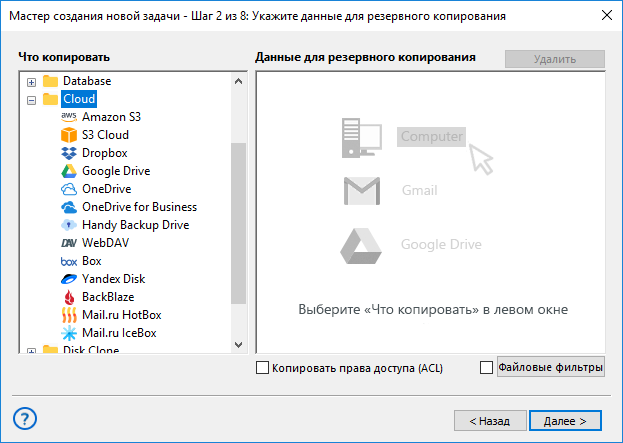 Мастер создания новой задачи - Шаг 2 из 8: Укажите данные для резервного копирования
Что копировать
Данные для резервного копирования
Удалить
Database
Cloud
aws Amazon S3
S3 Cloud
Dropbox
Google Drive
OneDrive
OneDrive for Business
Handy Backup Drive
DAV WebDAV
box Box
Yandex Disk
BackBlaze
Mail.ru HotBox
Mail.ru IceBox
Disk Clone
Computer
Gmail
Google Drive
Выберите «Что копировать» в левом окне
Копировать права доступа (ACL)
Файловые фильтры
?
< Назад
Далее >